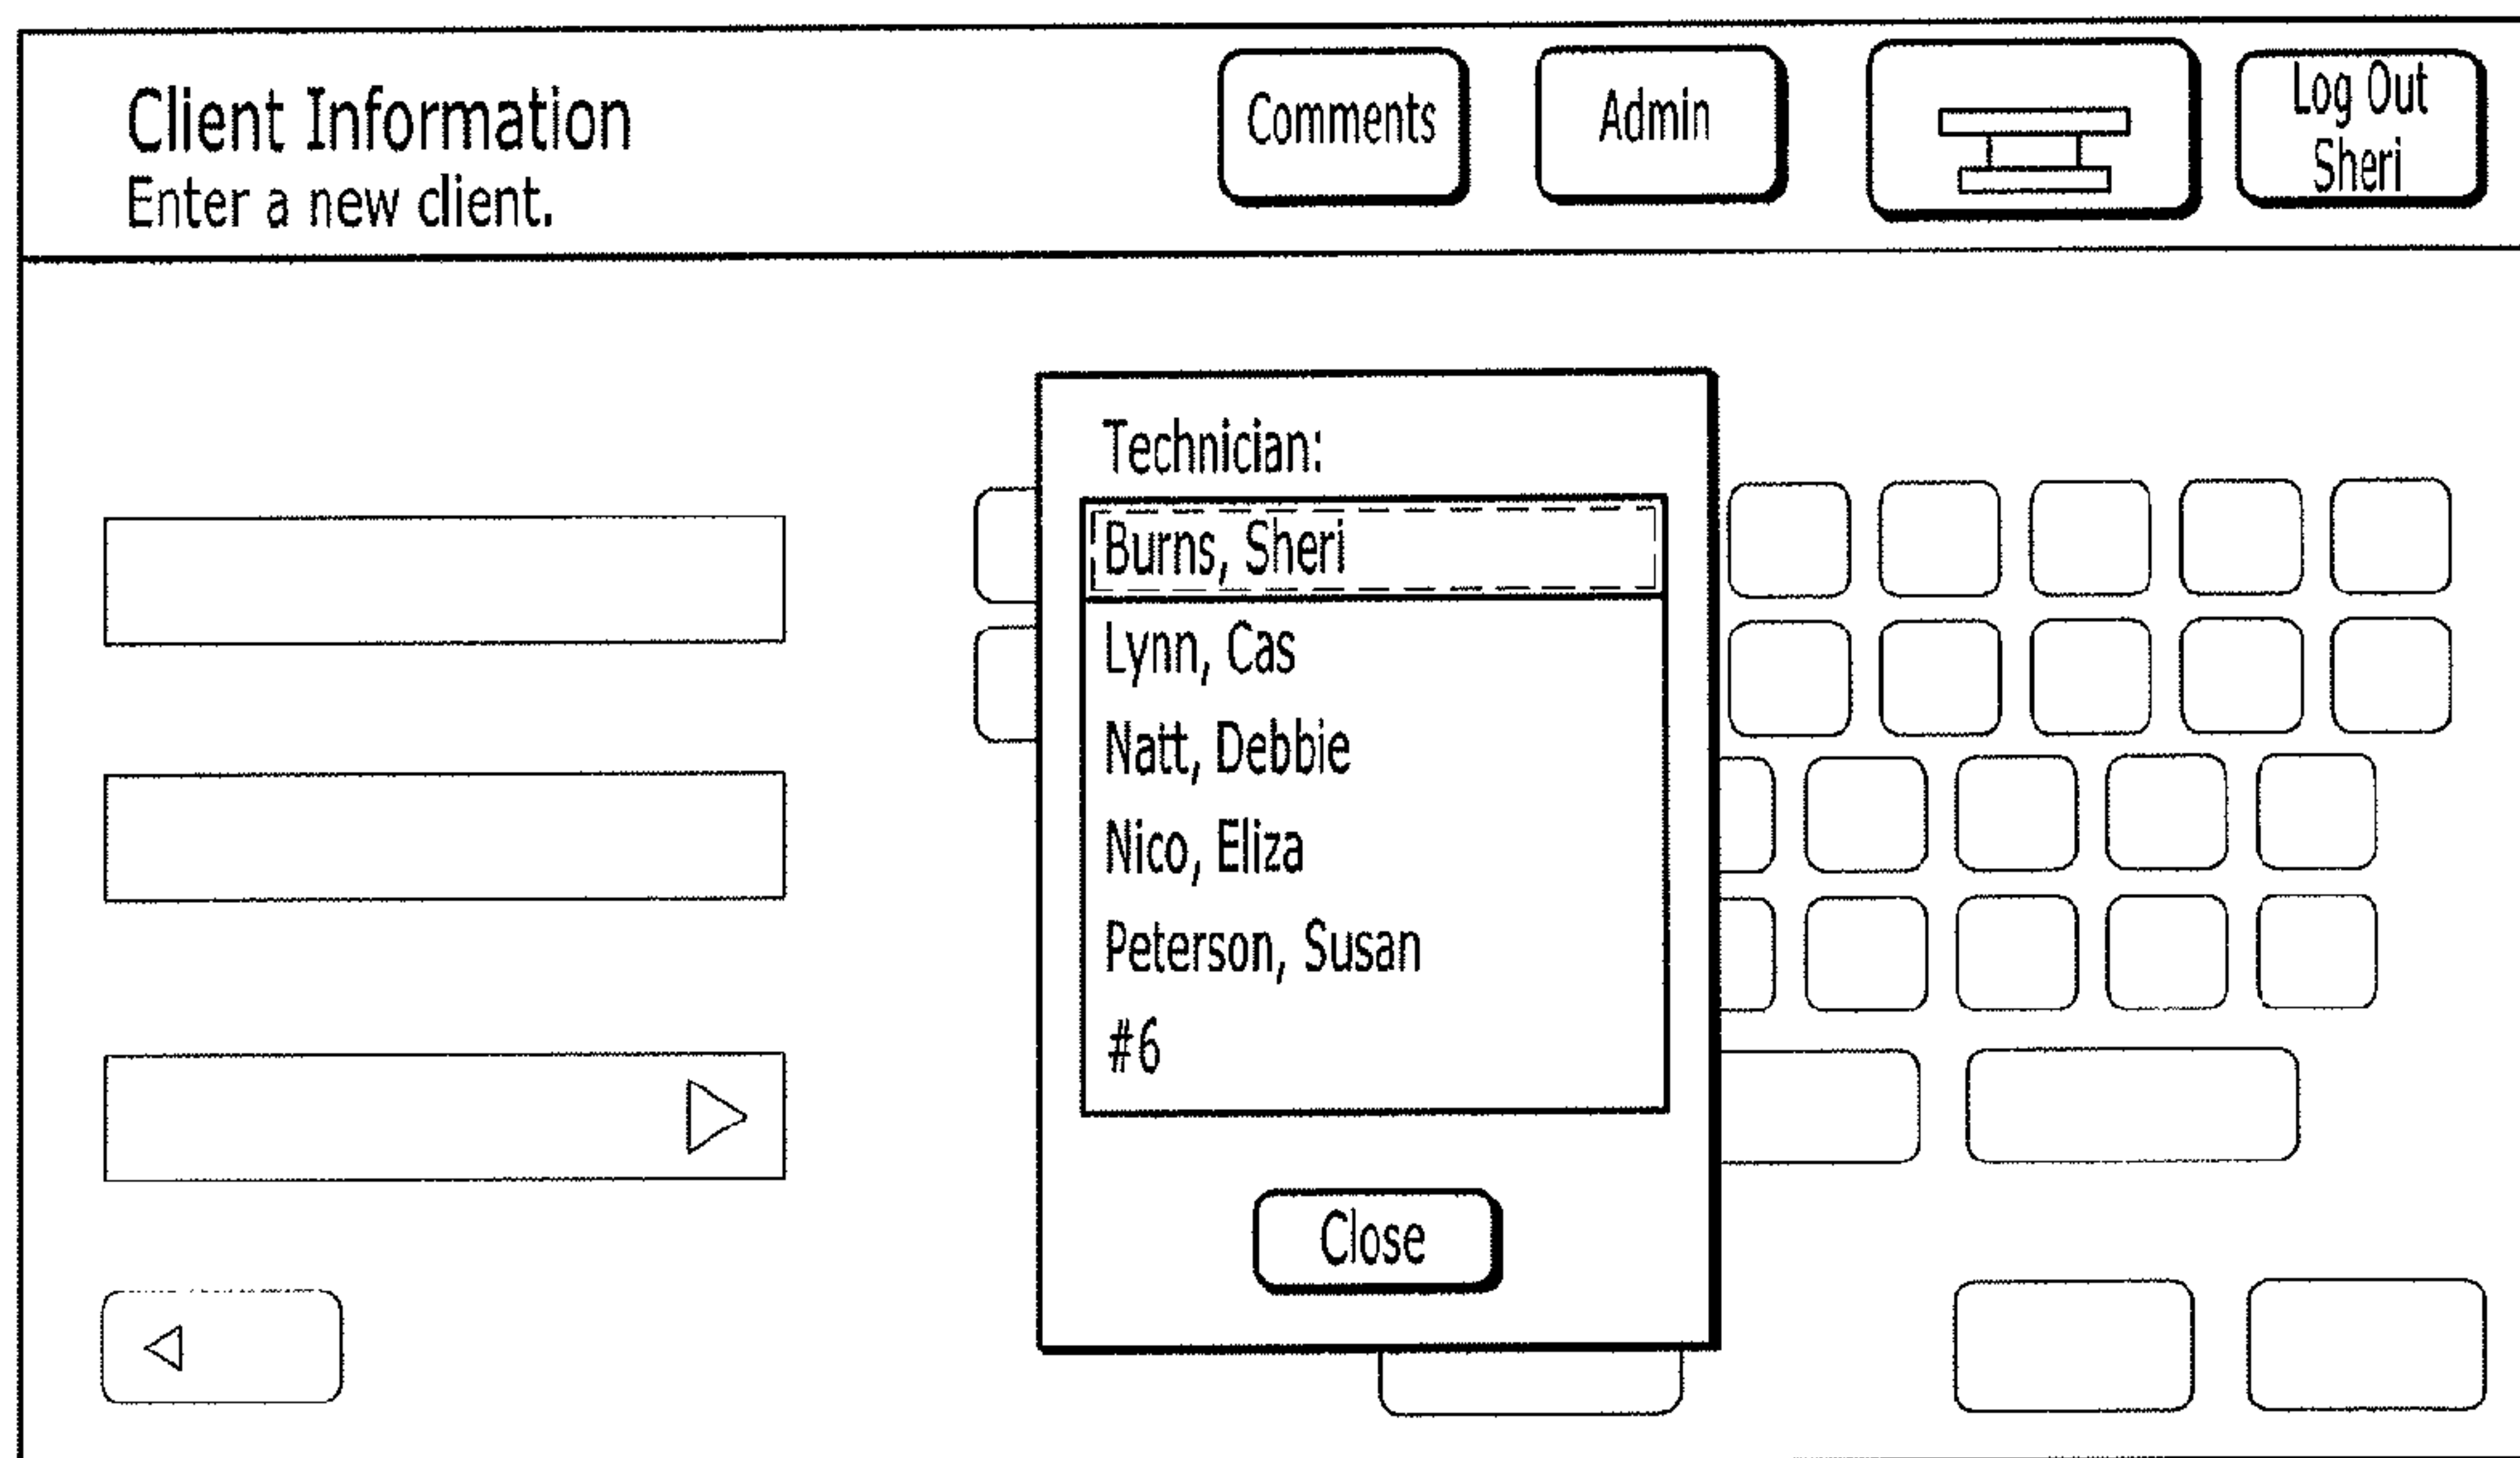 Client Information
Enter a new client.
Comments
Admin
Log Out
Sheri
Technician:
Burns, Sheri
Lynn, Cas
Natt, Debbie
Nico, Eliza
Peterson, Susan
#6
Close